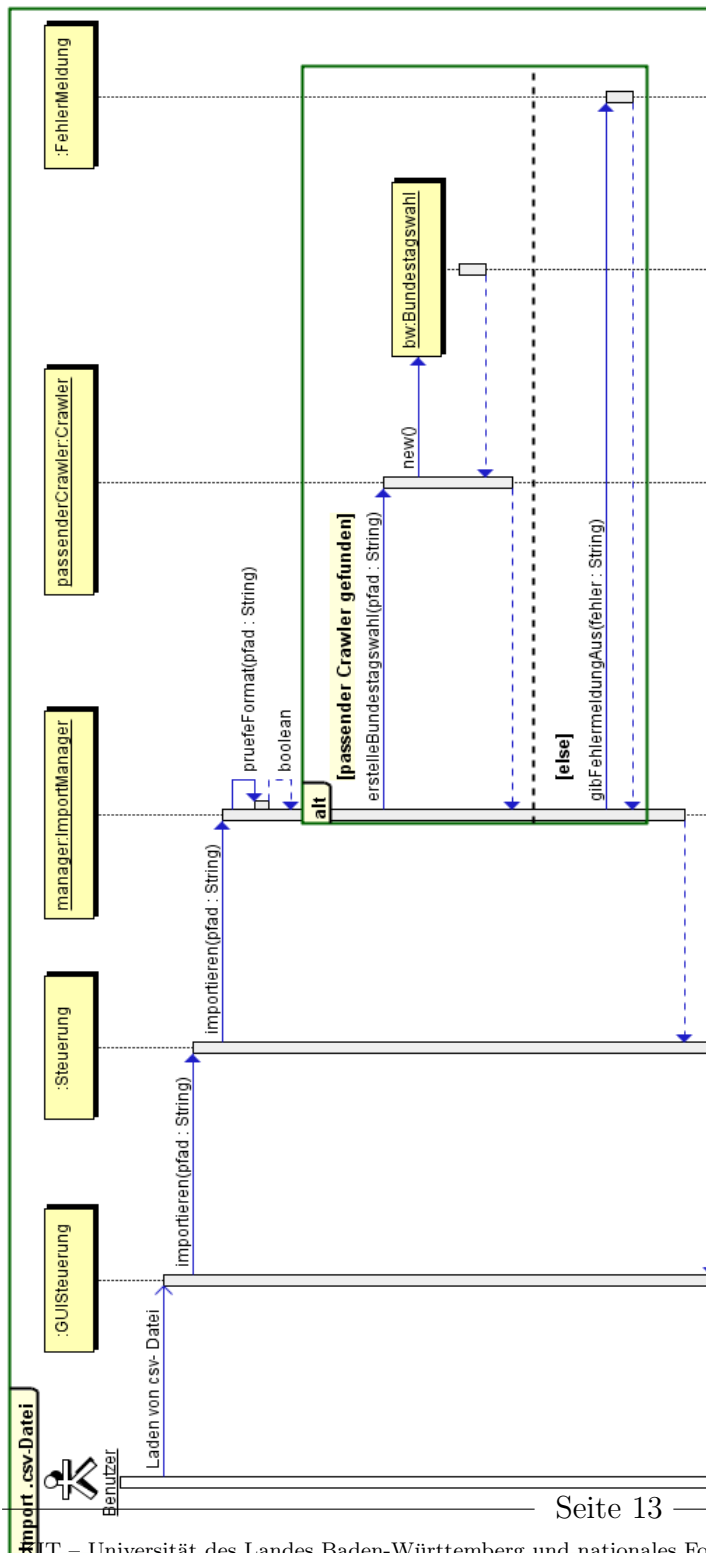 Import .csv-Datei
Benutzer
:GUISteuerung
:Steuerung
manager:ImportManager
passenderCrawler:Crawler
:FehlerMeldung
Laden von csv- Datei
importieren(pfad : String)
importieren(pfad : String)
pruefeFormat(pfad : String)
boolean
alt
[passender Crawler gefunden]
erstelleBundestagswahl(pfad : String)
new()
bw:Bundestagswahl
[else]
gibFehlermeldungAus(fehler : String)
Seite 13
KIT – Universität des Landes Baden-Württemberg und nationales